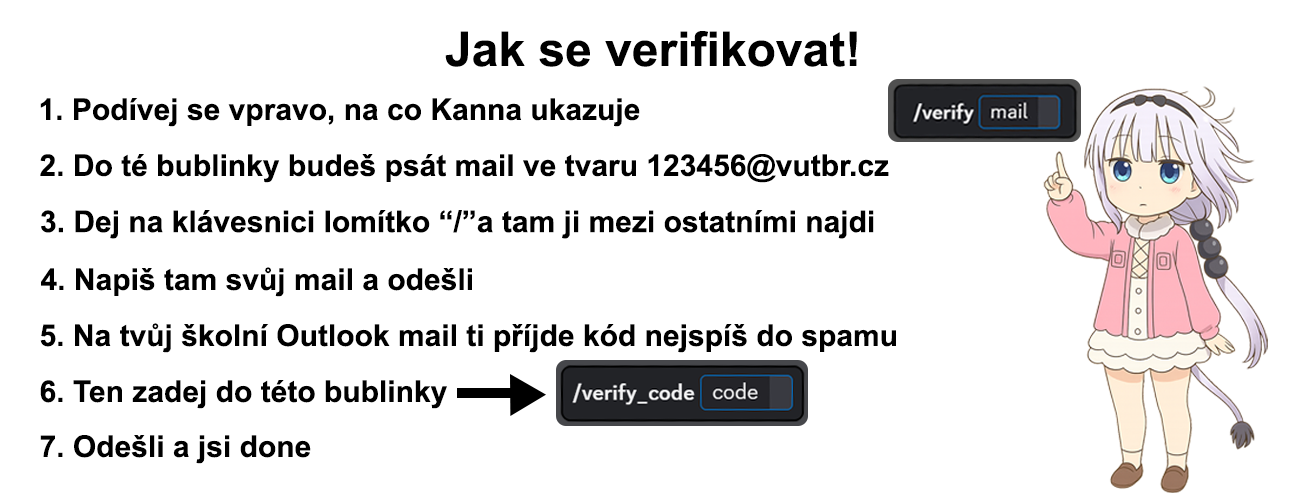 Jak se verifikovat!
1. Podívej se vpravo, na co Kanna ukazuje
/verify mail
2. Do té bublinky budeš psát mail ve tvaru 123456@vutbr.cz
3. Dej na klávesnici lomítko “/”a tam ji mezi ostatními najdi
4. Napiš tam svůj mail a odešli
5. Na tvůj školní Outlook mail ti příjde kód nejspíš do spamu
6. Ten zadej do této bublinky
/verify_code code
7. Odešli a jsi done